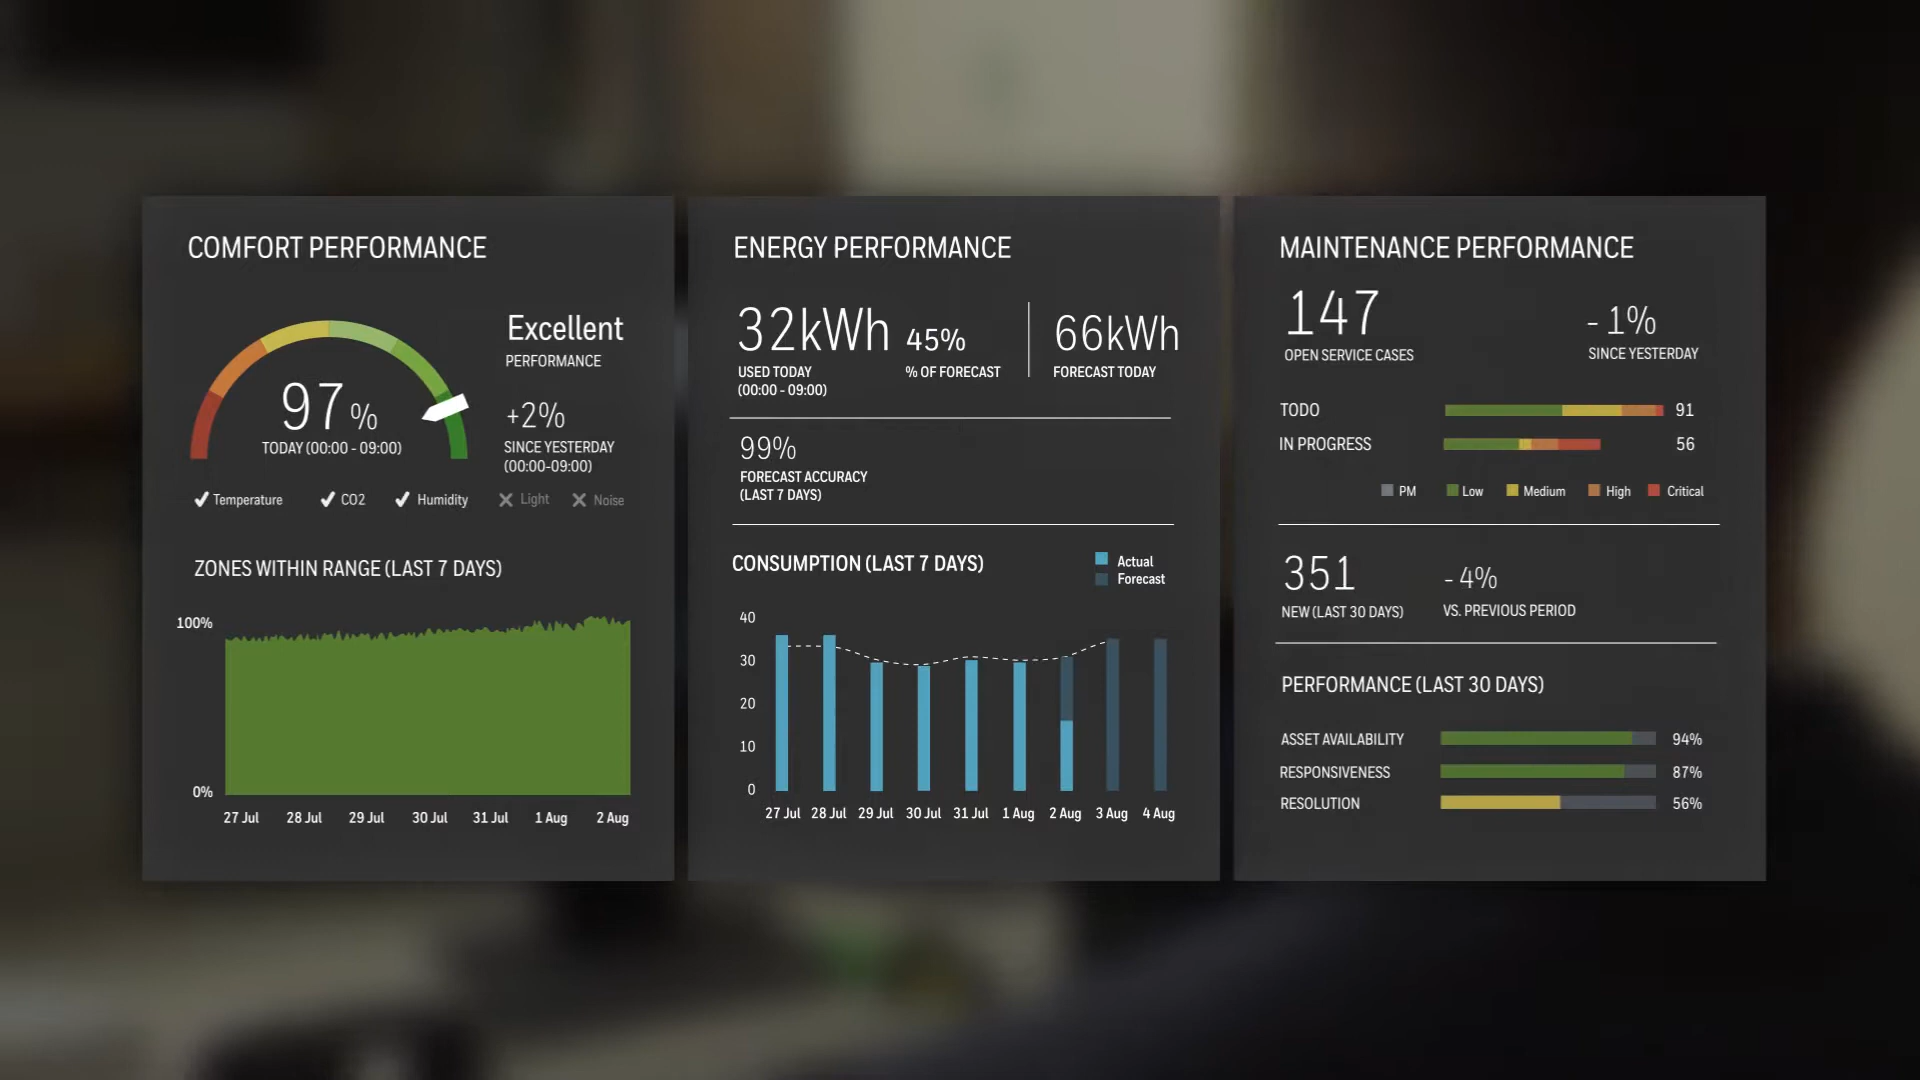 COMFORT PERFORMANCE
97 %
TODAY (00:00 - 09:00)
Excellent
PERFORMANCE
+2%
SINCE YESTERDAY
(00:00-09:00)
Temperature CO2 Humidity Light Noise
ZONES WITHIN RANGE (LAST 7 DAYS)
100%
0%
27 Jul 28 Jul 29 Jul 30 Jul 31 Jul 1 Aug 2 Aug
ENERGY PERFORMANCE
32kWh 45% 66kWh
USED TODAY % OF FORECAST FORECAST TODAY
(00:00 - 09:00)
99%
FORECAST ACCURACY
(LAST 7 DAYS)
CONSUMPTION (LAST 7 DAYS)
Actual
Forecast
40
30
20
10
0
27 Jul 28 Jul 29 Jul 30 Jul 31 Jul 1 Aug 2 Aug 3 Aug 4 Aug
MAINTENANCE PERFORMANCE
147 - 1%
OPEN SERVICE CASES SINCE YESTERDAY
TODO 91
IN PROGRESS 56
PM Low Medium High Critical
351 - 4%
NEW (LAST 30 DAYS) VS. PREVIOUS PERIOD
PERFORMANCE (LAST 30 DAYS)
ASSET AVAILABILITY 94%
RESPONSIVENESS 87%
RESOLUTION 56%